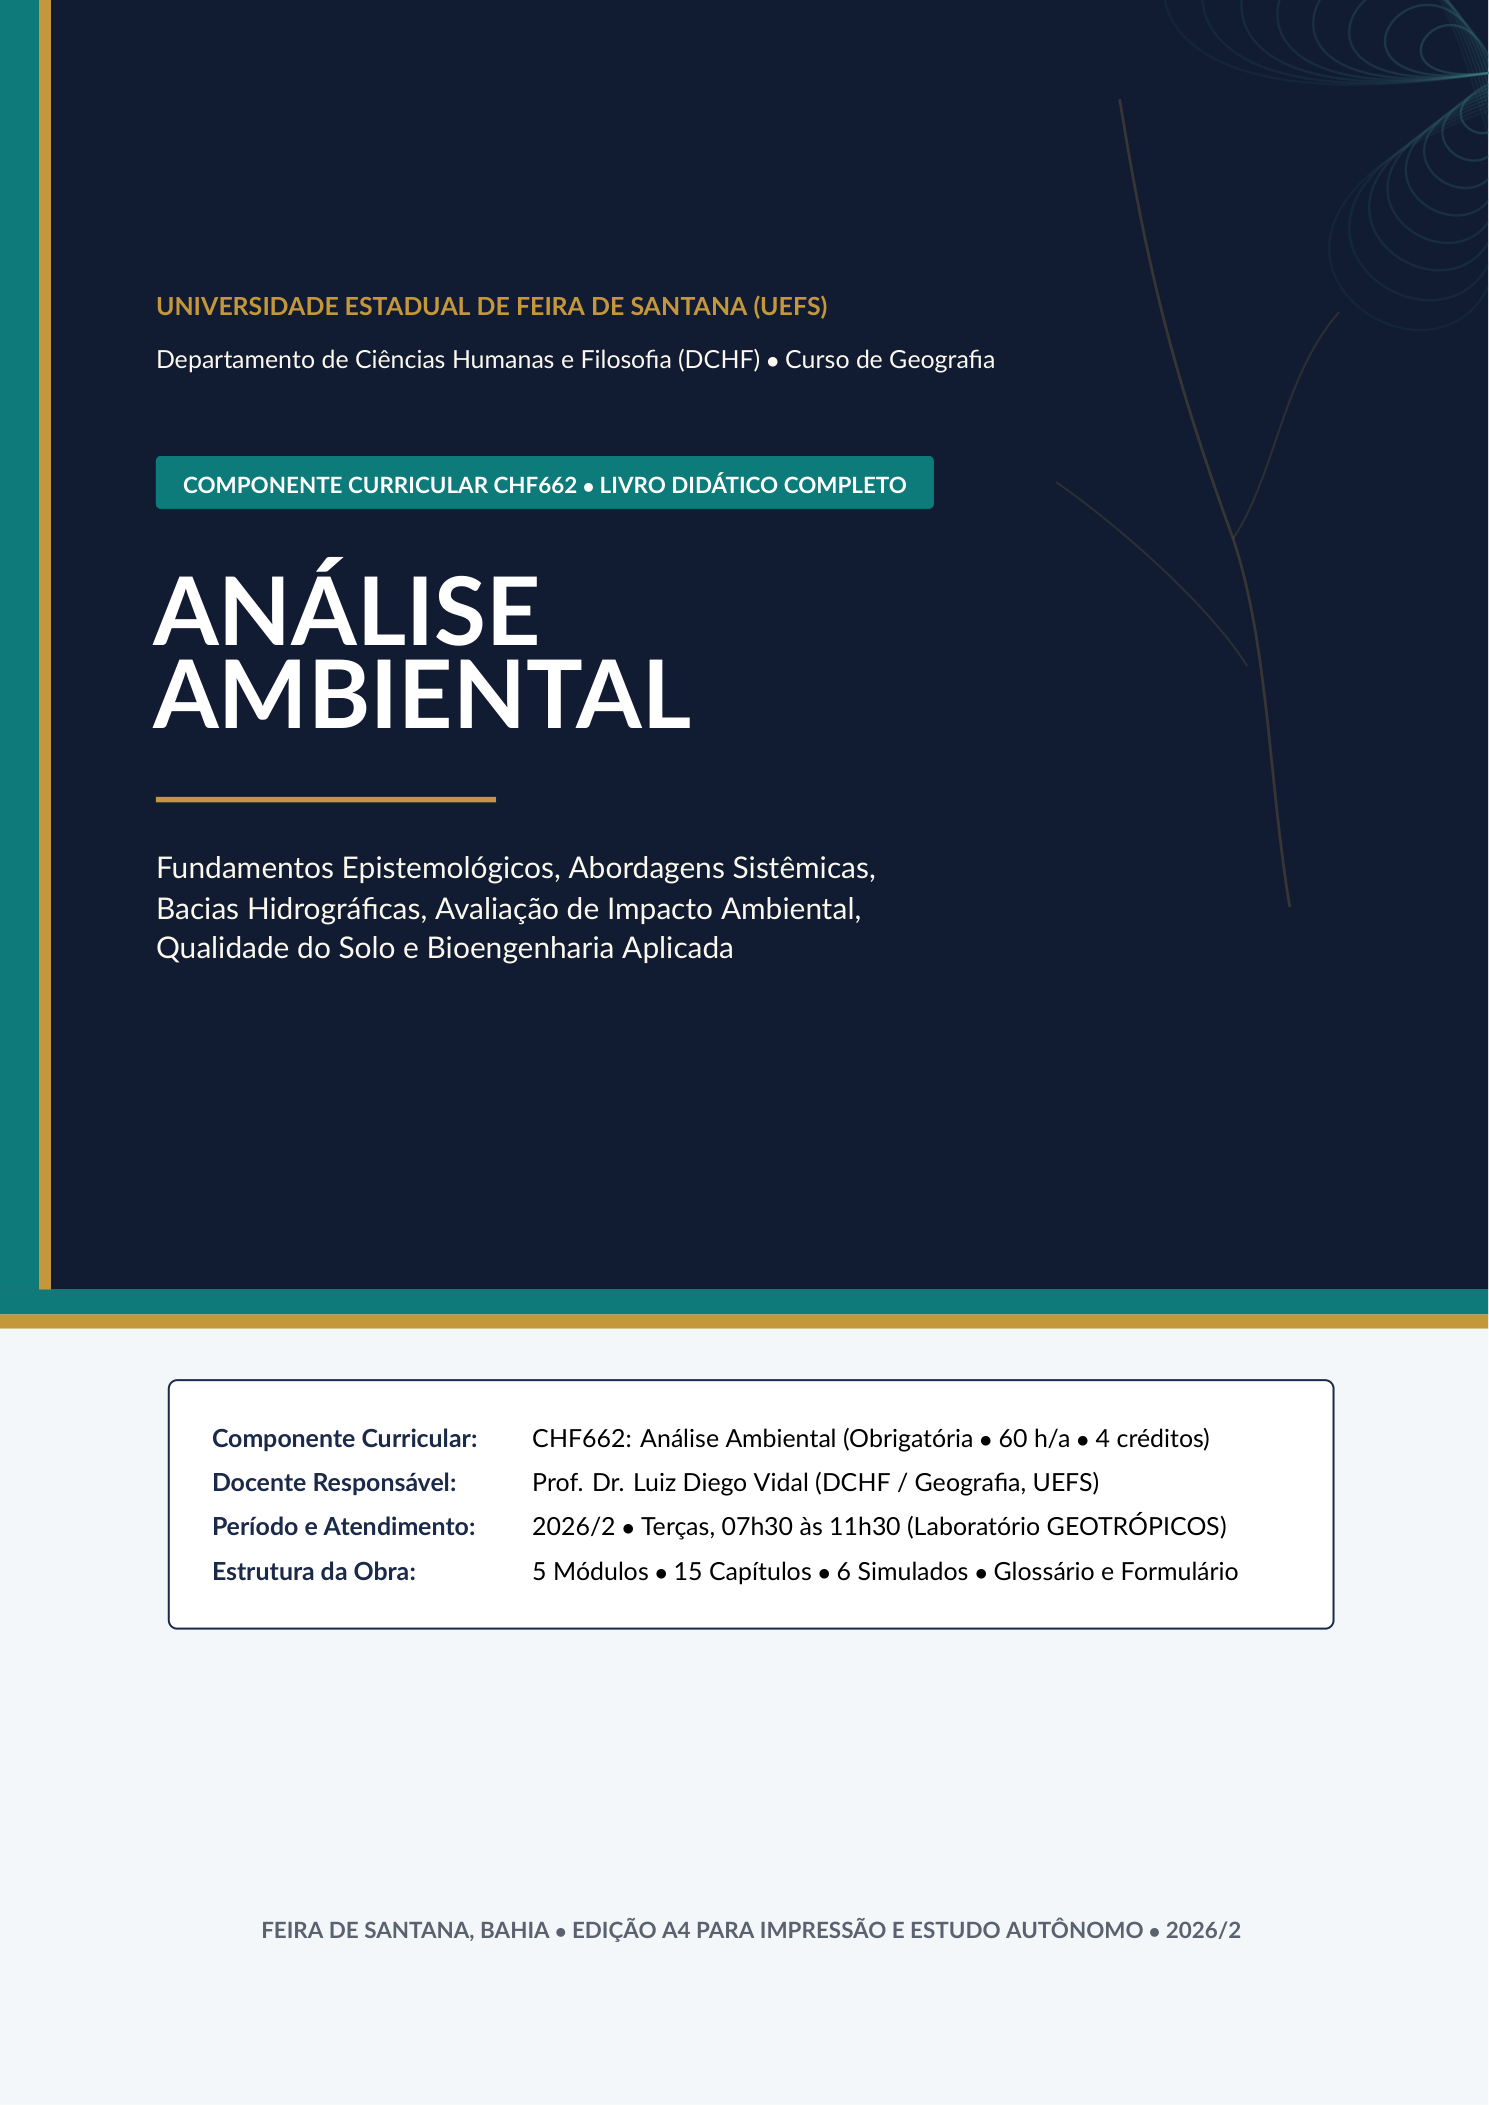 UNIVERSIDADE ESTADUAL DE FEIRA DE SANTANA (UEFS)
Departamento de Ciências Humanas e Filosofia (DCHF) • Curso de Geografia
COMPONENTE CURRICULAR CHF662 • LIVRO DIDÁTICO COMPLETO
ANÁLISE
AMBIENTAL
Fundamentos Epistemológicos, Abordagens Sistêmicas,
Bacias Hidrográficas, Avaliação de Impacto Ambiental,
Qualidade do Solo e Bioengenharia Aplicada
Componente Curricular: CHF662: Análise Ambiental (Obrigatória • 60 h/a • 4 créditos)
Docente Responsável: Prof. Dr. Luiz Diego Vidal (DCHF / Geografia, UEFS)
Período e Atendimento: 2026/2 • Terças, 07h30 às 11h30 (Laboratório GEOTRÓPICOS)
Estrutura da Obra: 5 Módulos • 15 Capítulos • 6 Simulados • Glossário e Formulário
FEIRA DE SANTANA, BAHIA • EDIÇÃO A4 PARA IMPRESSÃO E ESTUDO AUTÔNOMO • 2026/2